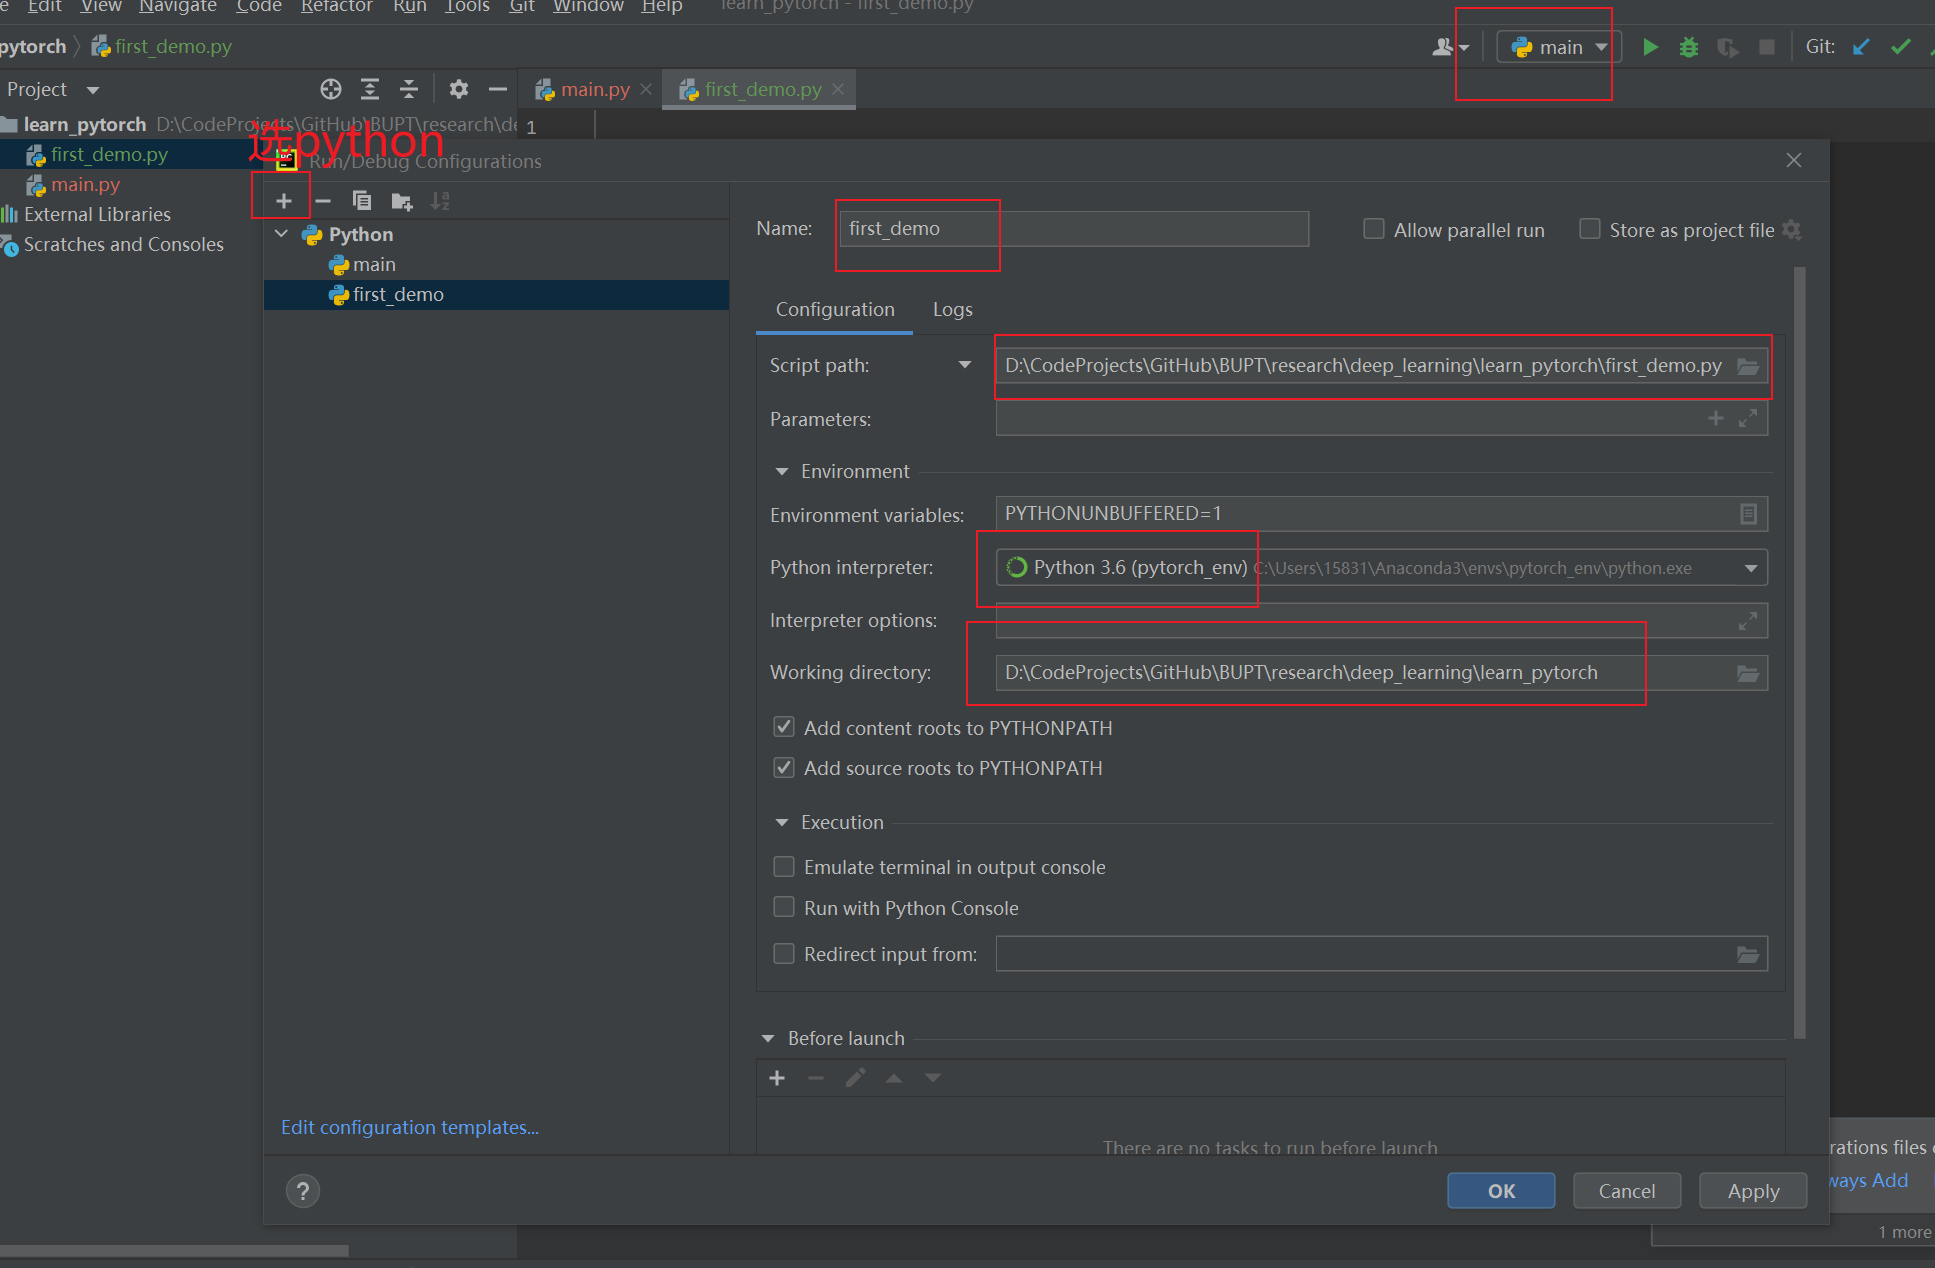 e Edit View Navigate Code Refactor Run Tools Git Window Help learn_pytorch - first_demo.py
pytorch 〉 first_demo.py main Git:
Project main.py first_demo.py
learn_pytorch D:\CodeProjects\GitHub\BUPT\research\de 1
选python
first_demo.py Run/Debug Configurations
main.py
External Libraries
Scratches and Consoles
Python
main
first_demo
Name: first_demo Allow parallel run Store as project file
Configuration Logs
Script path: D:\CodeProjects\GitHub\BUPT\research\deep_learning\learn_pytorch\first_demo.py
Parameters:
Environment
Environment variables: PYTHONUNBUFFERED=1
Python interpreter: Python 3.6 (pytorch_env) C:\Users\15831\Anaconda3\envs\pytorch_env\python.exe
Interpreter options:
Working directory: D:\CodeProjects\GitHub\BUPT\research\deep_learning\learn_pytorch
Add content roots to PYTHONPATH
Add source roots to PYTHONPATH
Execution
Emulate terminal in output console
Run with Python Console
Redirect input from:
Before launch
There are no tasks to run before launch
Edit configuration templates...
? OK Cancel Apply
rations files
ways Add
1 more